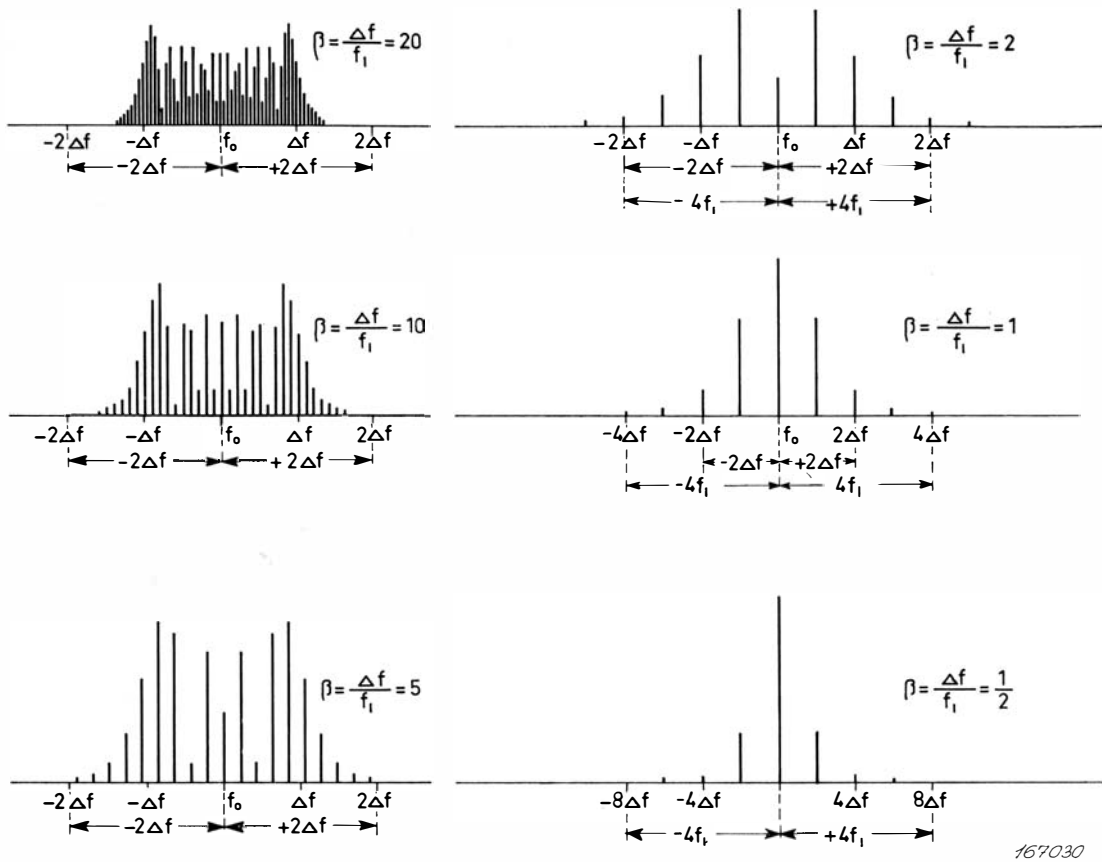 β = Δf / f₁ = 20
-2Δf -Δf f₀ Δf 2Δf
-2Δf +2Δf
β = Δf / f₁ = 2
-2Δf -Δf f₀ Δf 2Δf
-2Δf +2Δf
- 4f₁ +4f₁
β = Δf / f₁ = 10
-2Δf -Δf f₀ Δf 2Δf
-2Δf + 2Δf
β = Δf / f₁ = 1
-4Δf -2Δf f₀ 2Δf 4Δf
-2Δf +2Δf
-4f₁ 4f₁
β = Δf / f₁ = 5
-2Δf -Δf f₀ Δf 2Δf
-2Δf +2Δf
β = Δf / f₁ = 1/2
-8Δf -4Δf f₀ 4Δf 8Δf
-4f₁ +4f₁
167030